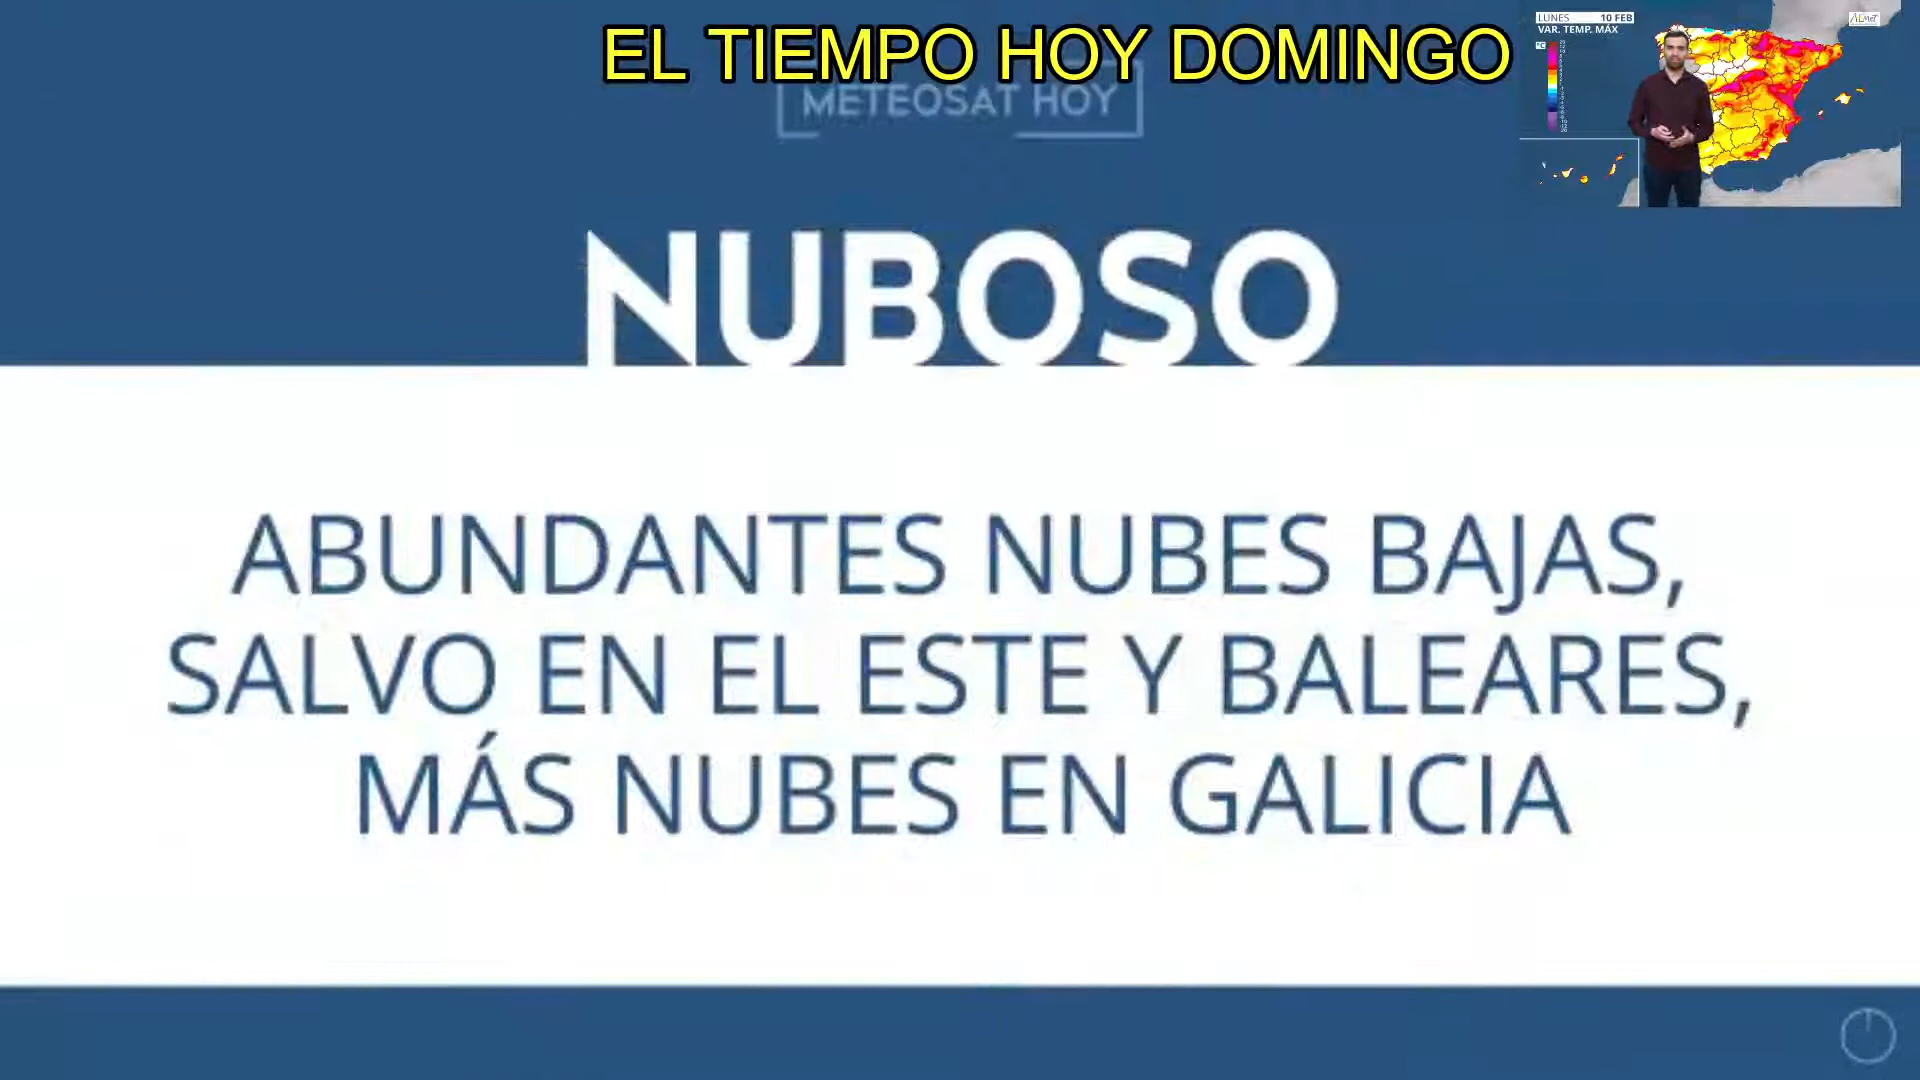 EL TIEMPO HOY DOMINGO
METEOSAT HOY
LUNES 10 FEB
VAR. TEMP. MÁX
AEmet
NUBOSO
ABUNDANTES NUBES BAJAS,
SALVO EN EL ESTE Y BALEARES,
MÁS NUBES EN GALICIA